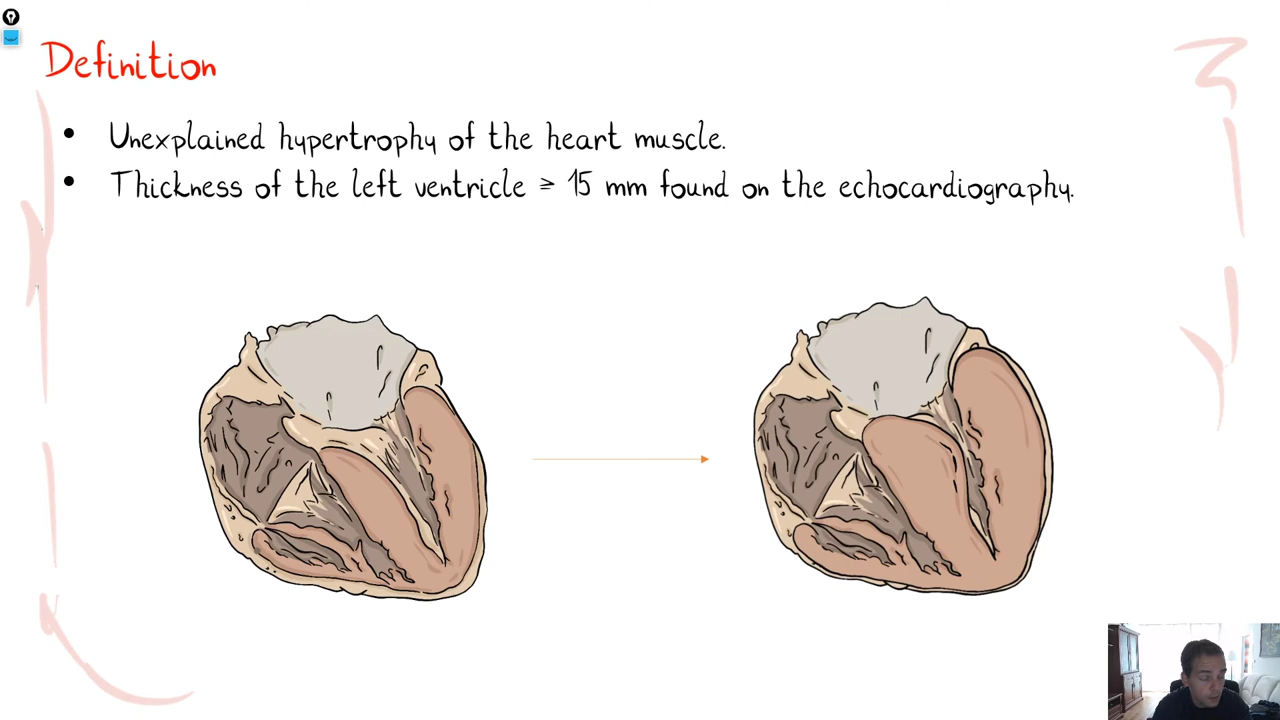 Definition
• Unexplained hypertrophy of the heart muscle.
• Thickness of the left ventricle ≥ 15 mm found on the echocardiography.